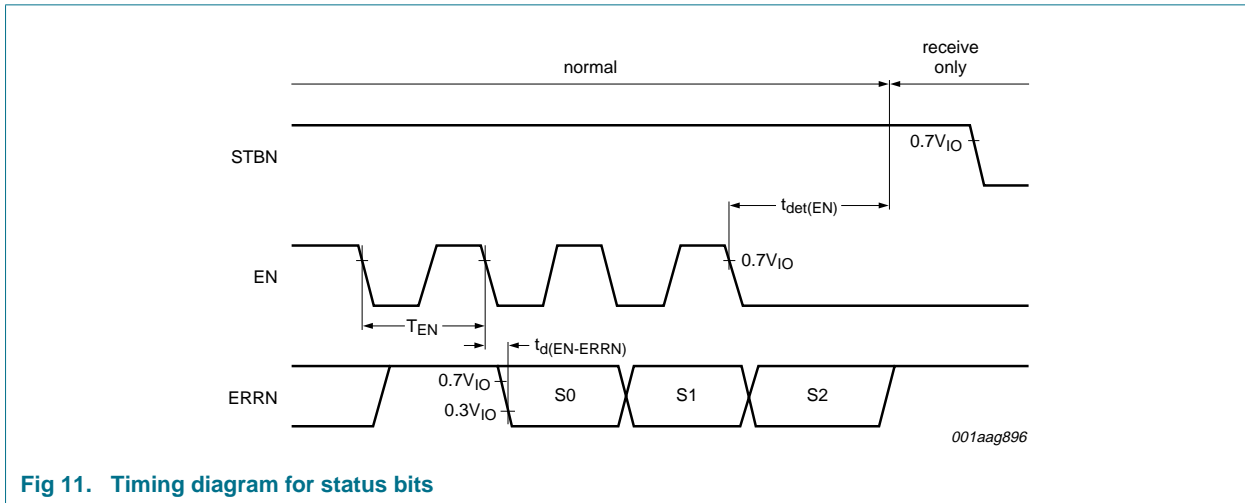 receive
only
normal
STBN
0.7VIO
tdet(EN)
EN
0.7VIO
TEN
td(EN-ERRN)
ERRN
0.7VIO
0.3VIO
S0
S1
S2
001aag896
Fig 11. Timing diagram for status bits